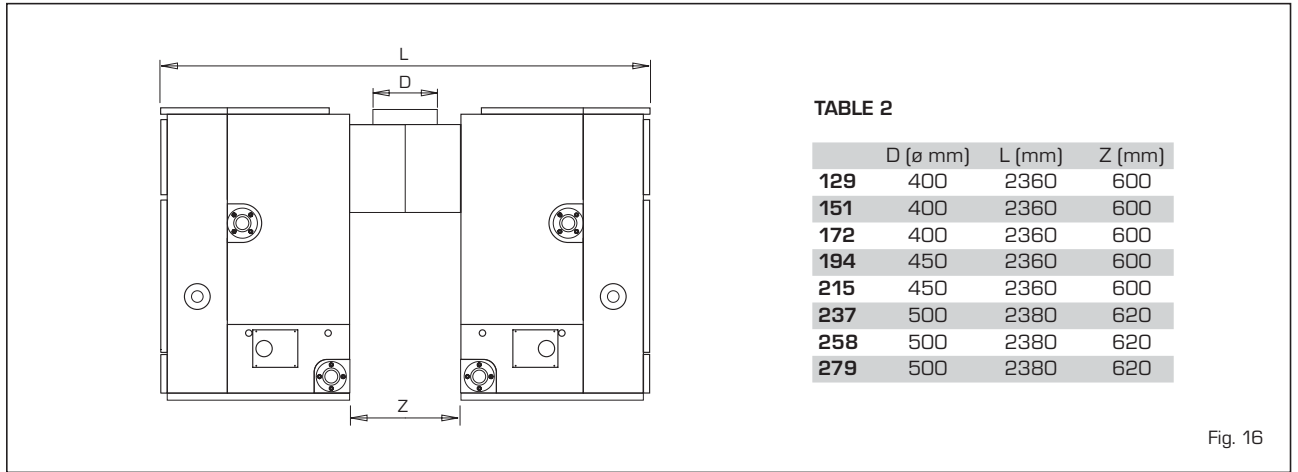 L
D
Z
TABLE 2
D (ø mm) L (mm) Z (mm)
129 400 2360 600
151 400 2360 600
172 400 2360 600
194 450 2360 600
215 450 2360 600
237 500 2380 620
258 500 2380 620
279 500 2380 620
Fig. 16